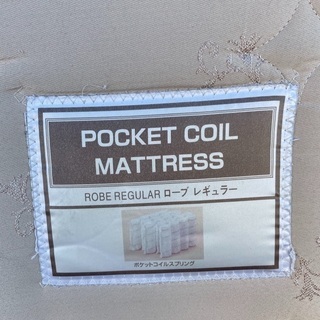 POCKET COIL
MATTRESS
ROBE REGULAR ローブ レギュラー
ポケットコイルスプリング